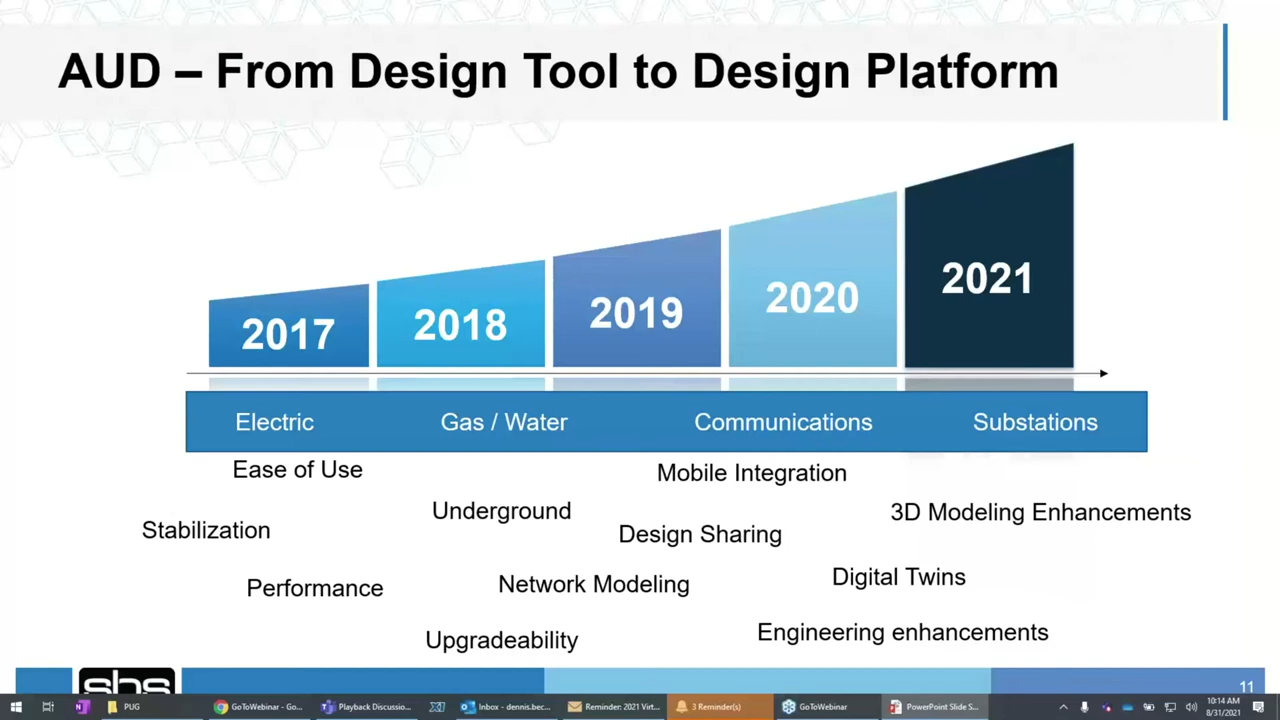 AUD – From Design Tool to Design Platform
2017
2018
2019
2020
2021
Electric
Gas / Water
Communications
Substations
Ease of Use
Mobile Integration
Underground
3D Modeling Enhancements
Stabilization
Design Sharing
Performance
Network Modeling
Digital Twins
Upgradeability
Engineering enhancements
sbs
11
PUG
GoToWebinar - Go...
Playback Discussio...
Inbox - dennis.bec...
Reminder: 2021 Virt...
3 Reminder(s)
GoToWebinar
PowerPoint Slide S...
10:14 AM
8/31/2021